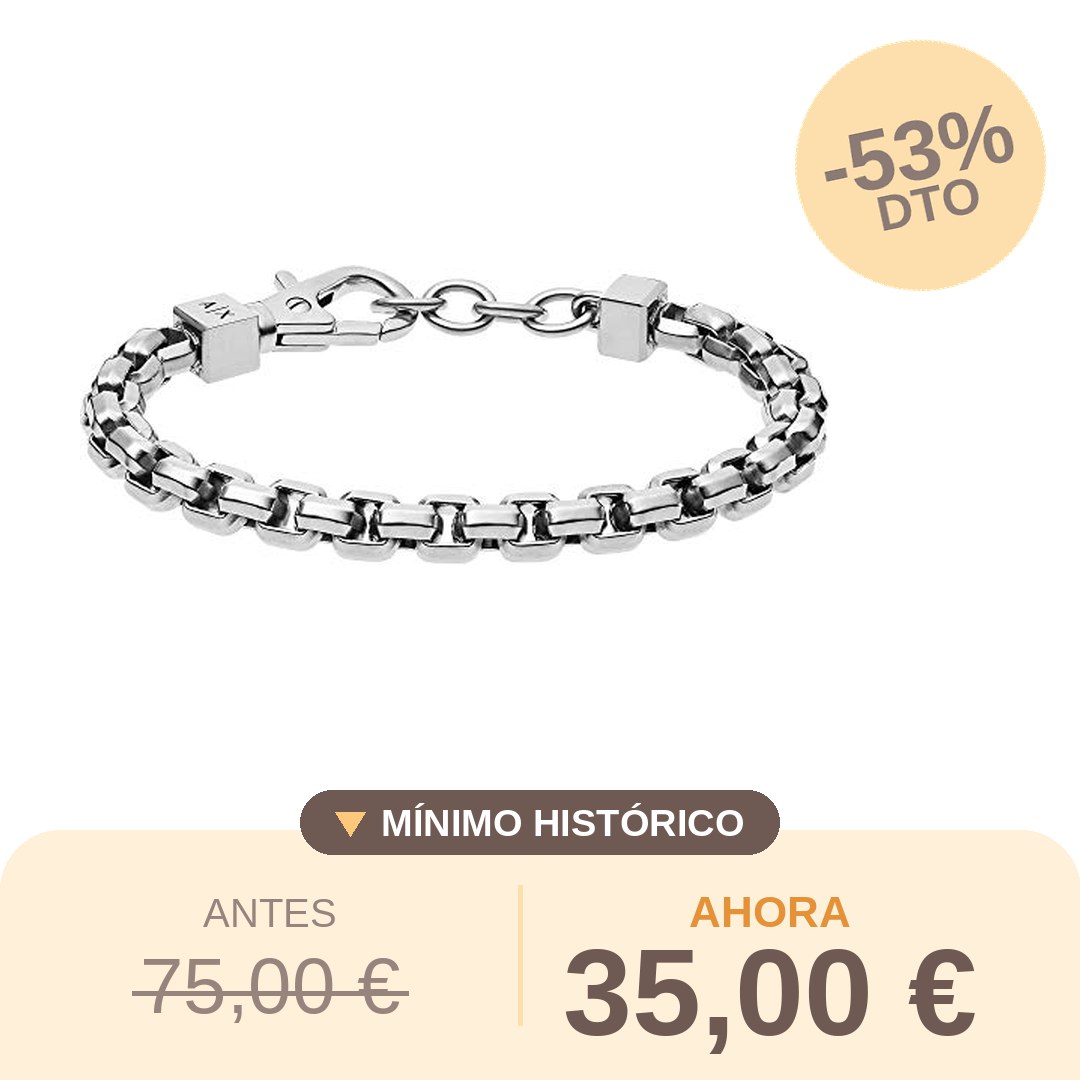 -53%
DTO
A|X
MÍNIMO HISTÓRICO
ANTES
75,00 €
AHORA
35,00 €